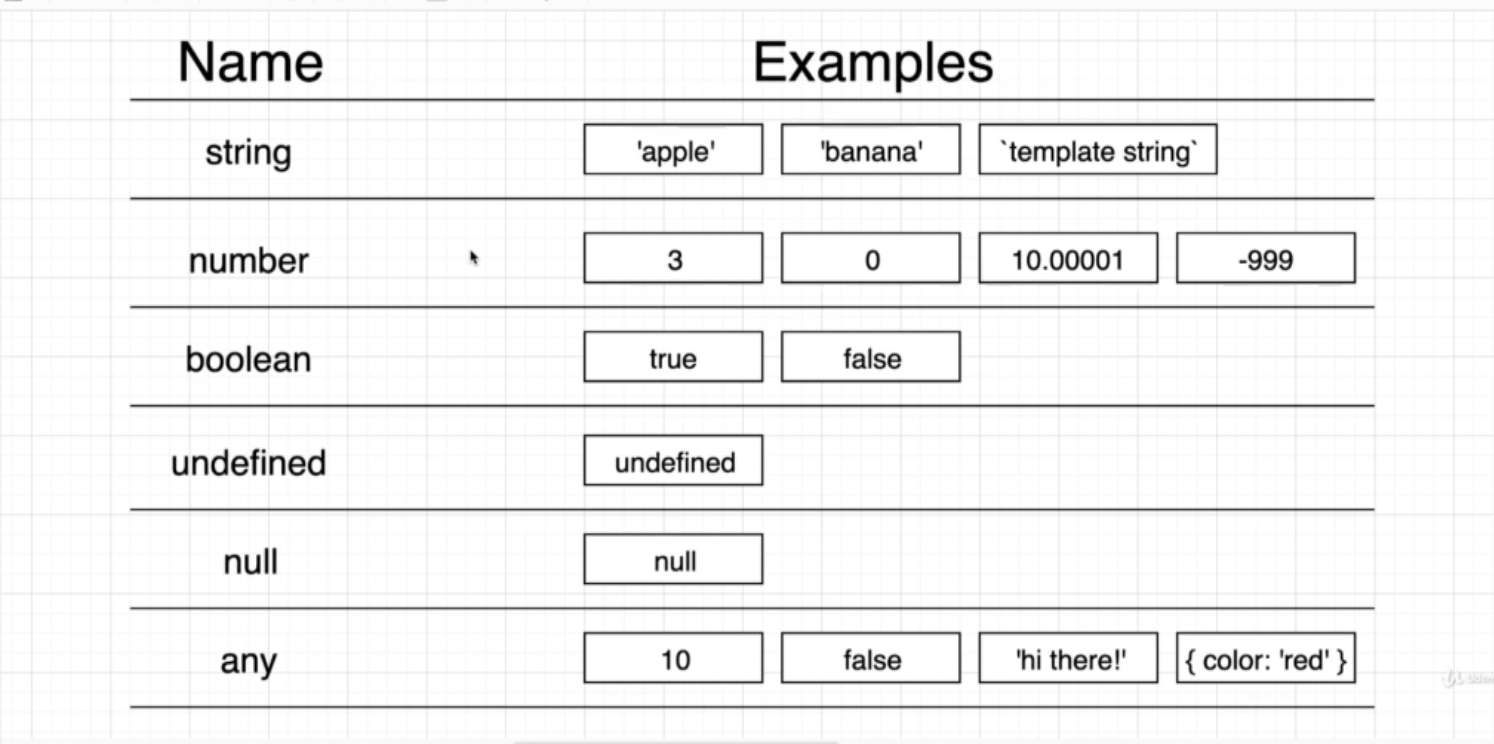 Name Examples
string 'apple' 'banana' `template string`
number 3 0 10.00001 -999
boolean true false
undefined undefined
null null
any 10 false 'hi there!' { color: 'red' }